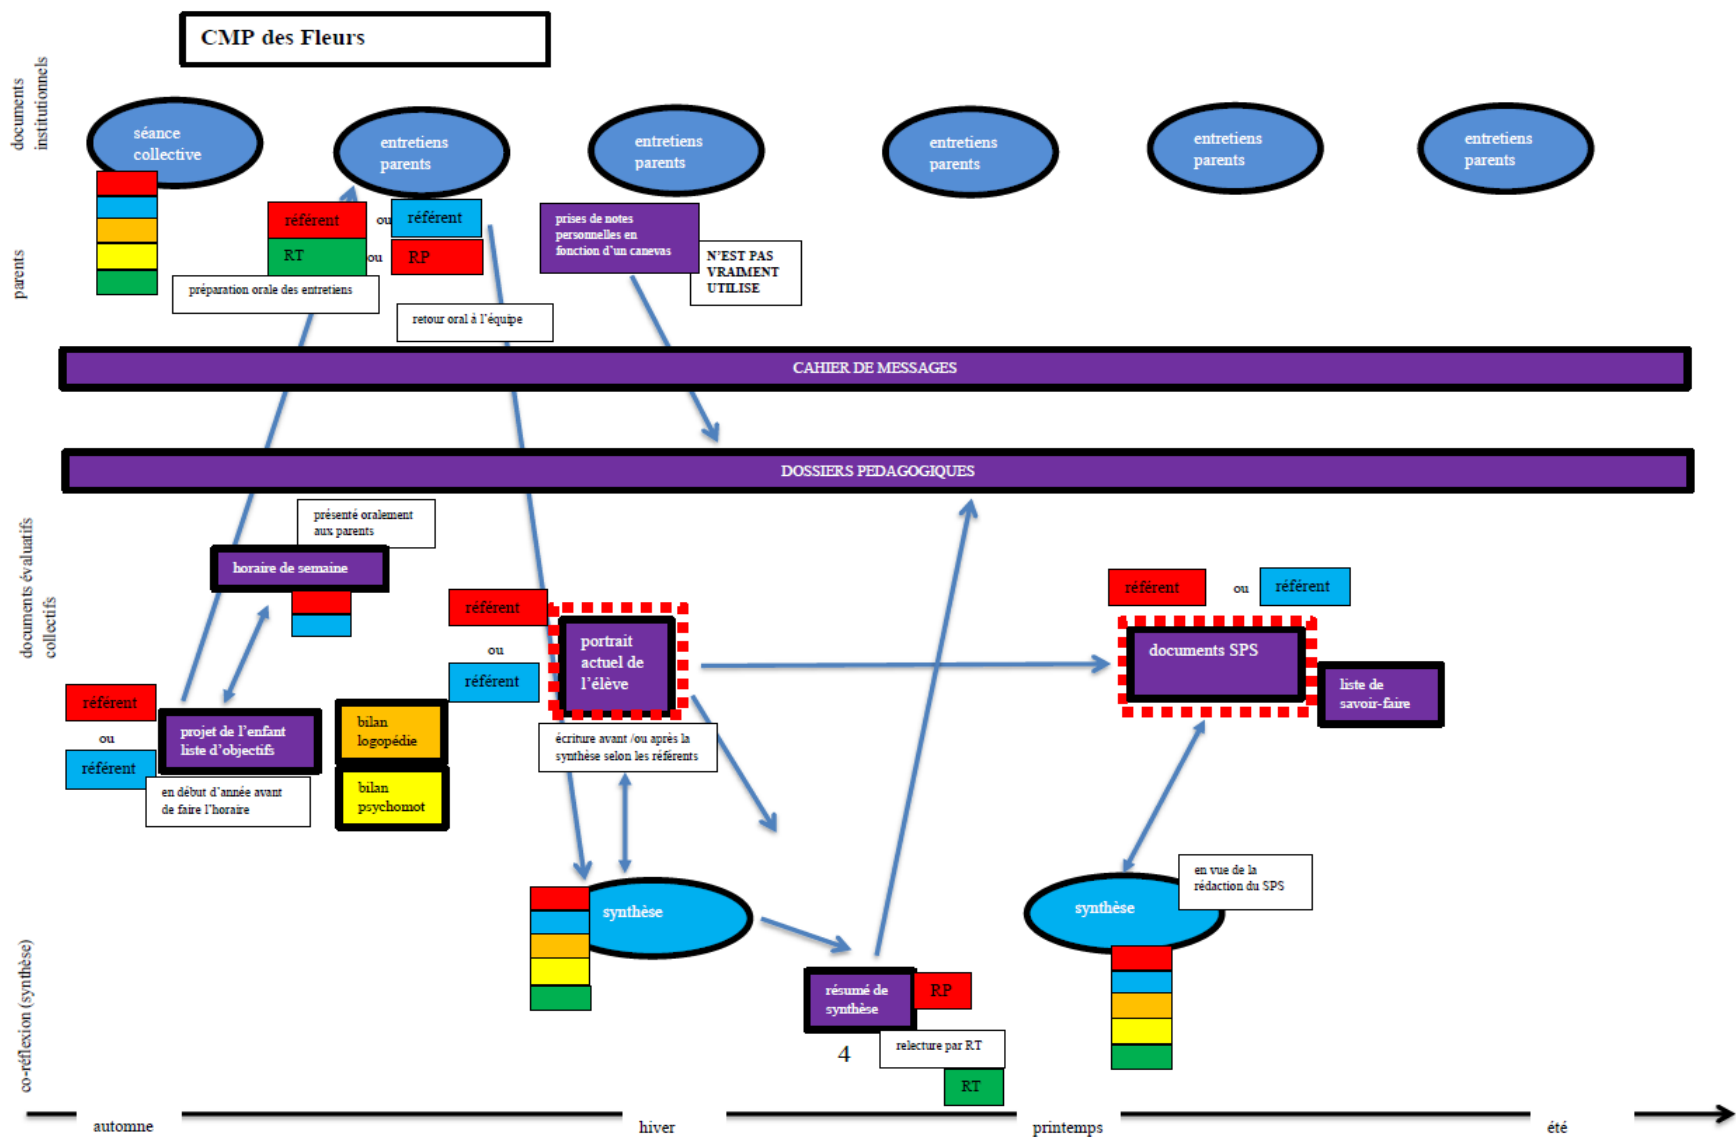 CMP des Fleurs
documents
institutionnels
séance
collective
entretiens
parents
entretiens
parents
entretiens
parents
entretiens
parents
entretiens
parents
parents
référent
ou
référent
RT
ou
RP
préparation orale des entretiens
retour oral à l'équipe
prises de notes
personnelles en
fonction d'un canevas
N'EST PAS
VRAIMENT
UTILISE
CAHIER DE MESSAGES
DOSSIERS PEDAGOGIQUES
documents évaluatifs
collectifs
présenté oralement
aux parents
horaire de semaine
référent
ou
référent
projet de l'enfant
liste d'objectifs
en début d'année avant
de faire l'horaire
bilan
logopédie
bilan
psychomot
référent
ou
référent
portrait
actuel de
l'élève
écriture avant /ou après la
synthèse selon les référents
référent
ou
référent
documents SPS
liste de
savoir-faire
co-réflexion (synthèse)
synthèse
résumé de
synthèse
RP
4
relecture par RT
RT
synthèse
en vue de la
rédaction du SPS
automne
hiver
printemps
été